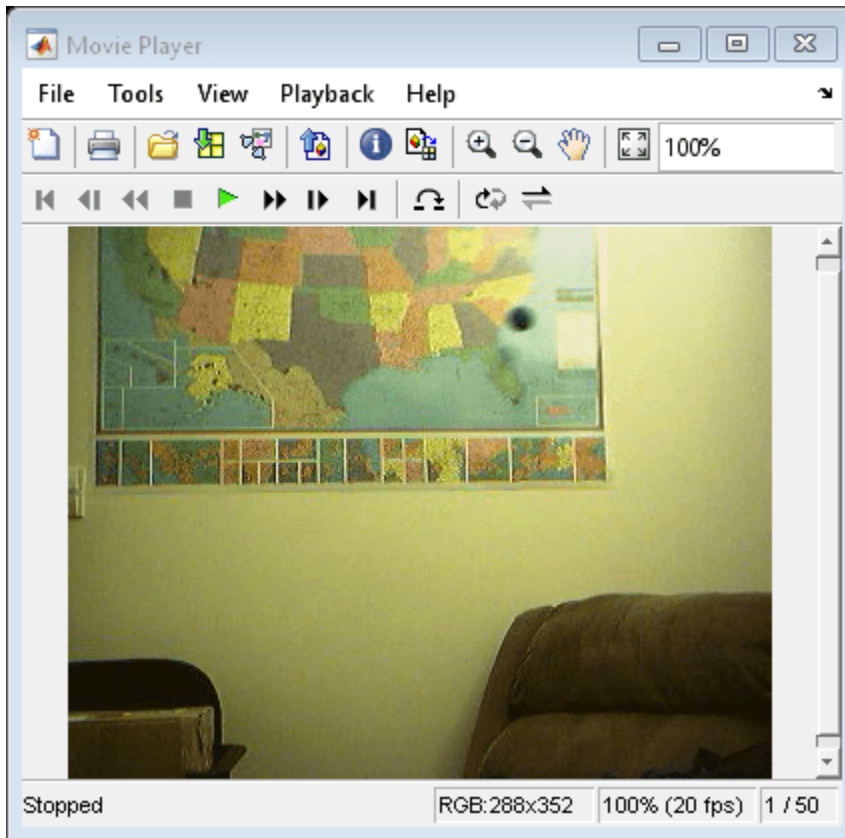 Movie Player
File Tools View Playback Help
100%
Stopped RGB:288x352 100% (20 fps) 1 / 50